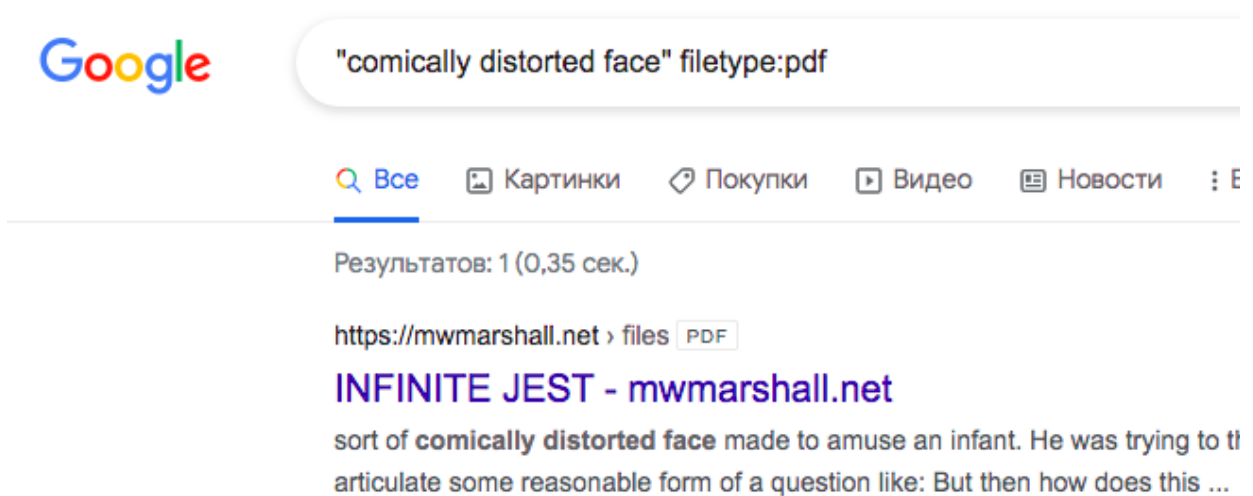 Google "comically distorted face" filetype:pdf
Все Картинки Покупки Видео Новости
Результатов: 1 (0,35 сек.)
https://mwmarshall.net › files PDF
INFINITE JEST - mwmarshall.net
sort of comically distorted face made to amuse an infant. He was trying to
articulate some reasonable form of a question like: But then how does this ...